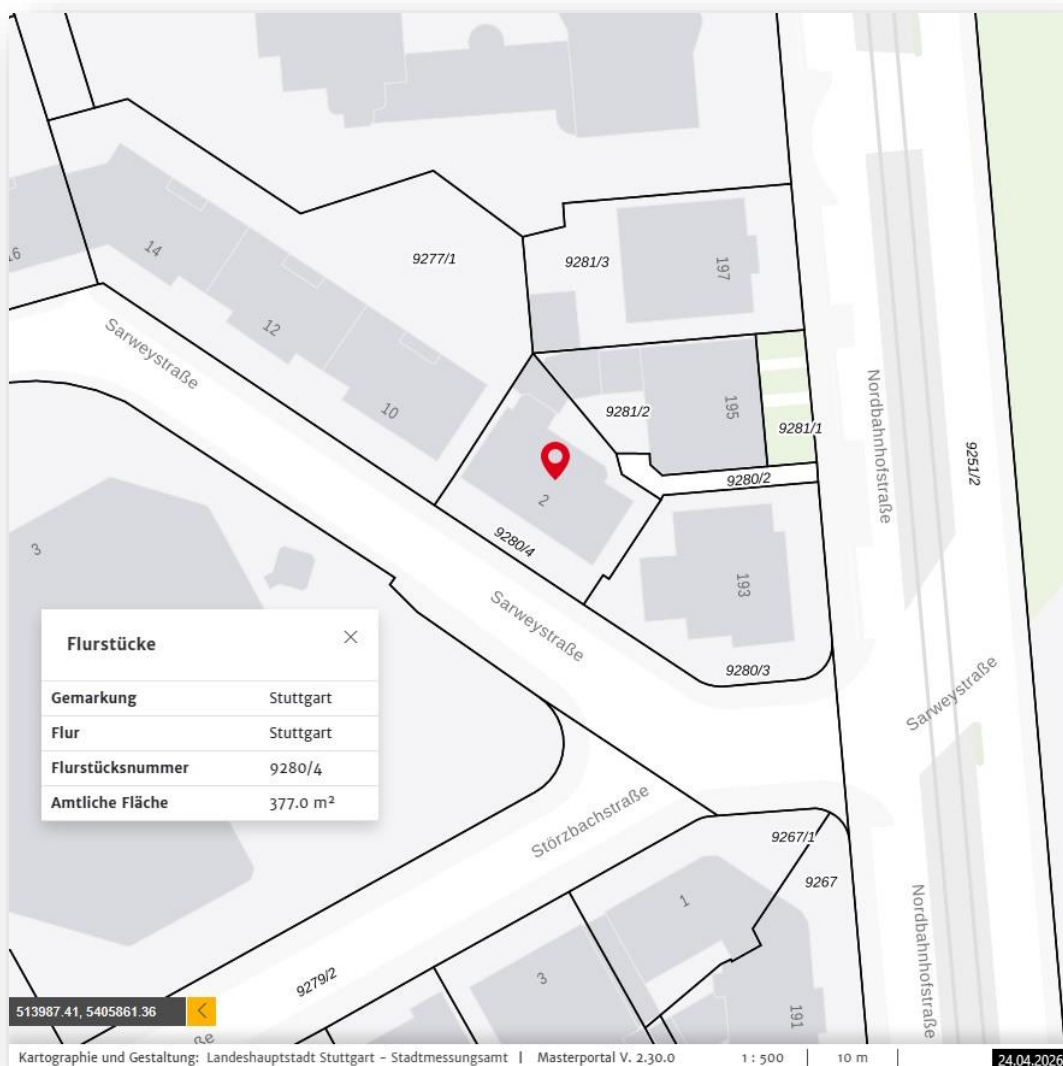 9277/1
9281/3
197
14
16
12
Sarweystraße
10
9281/2
195
9281/1
Nordbahnhofstraße
9251/2
9280/2
2
9280/4
3
193
Sarweystraße
9280/3
Sarweystraße
Flurstücke
Gemarkung Stuttgart
Flur Stuttgart
Flurstücksnummer 9280/4
Amtliche Fläche 377.0 m²
Störzbachstraße
9267/1
9267
1
3
9279/2
191
Nordbahnhofstraße
513987.41, 5405861.36
ße
Kartographie und Gestaltung: Landeshauptstadt Stuttgart - Stadtmessungsamt | Masterportal V. 2.30.0 1 : 500 10 m 24.04.2026